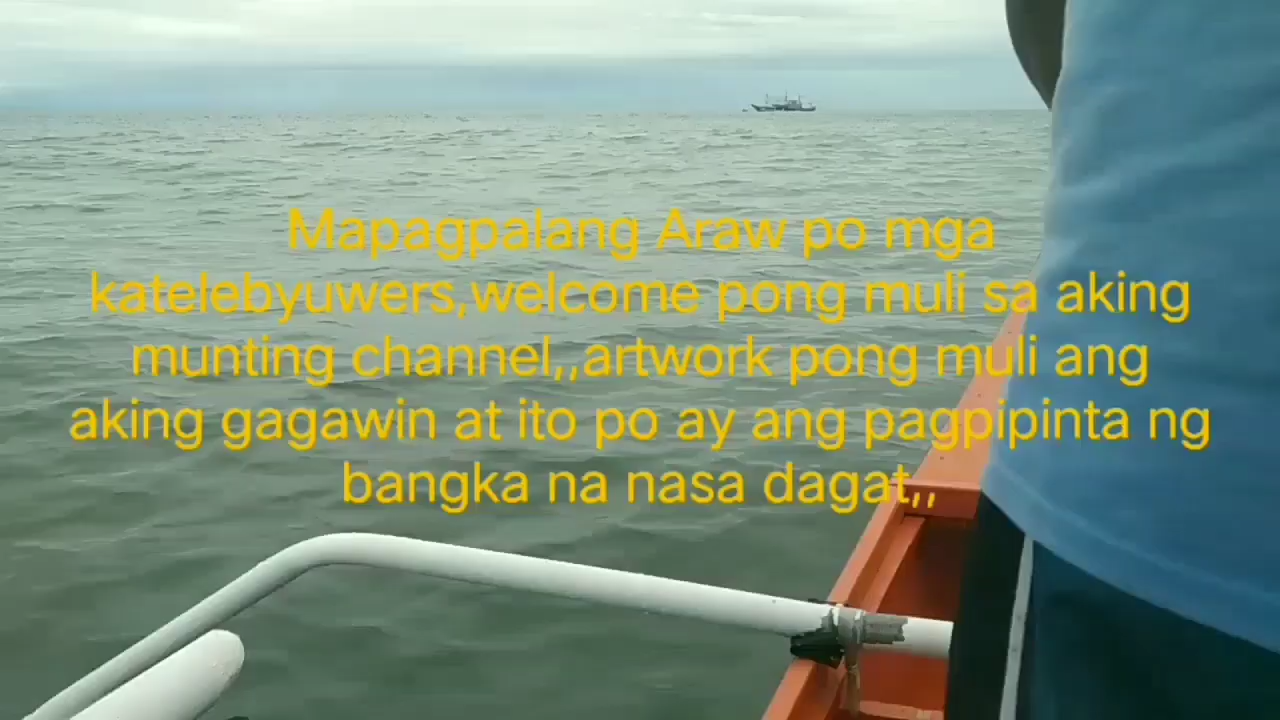 Mapagpalang Araw po mga
katelebyuwers,welcome pong muli sa aking
munting channel,,artwork pong muli ang
aking gagawin at ito po ay ang pagpipinta ng
bangka na nasa dagat,,